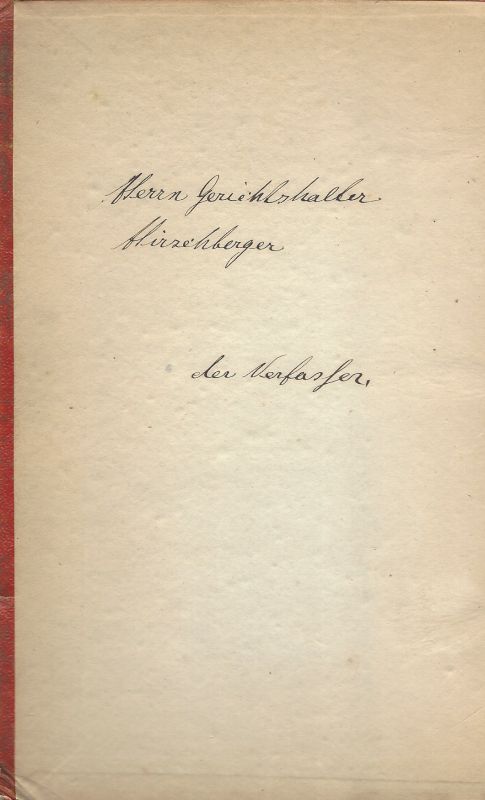 Herrn Gerichtshalter
Hirschberger
der Verfasser.